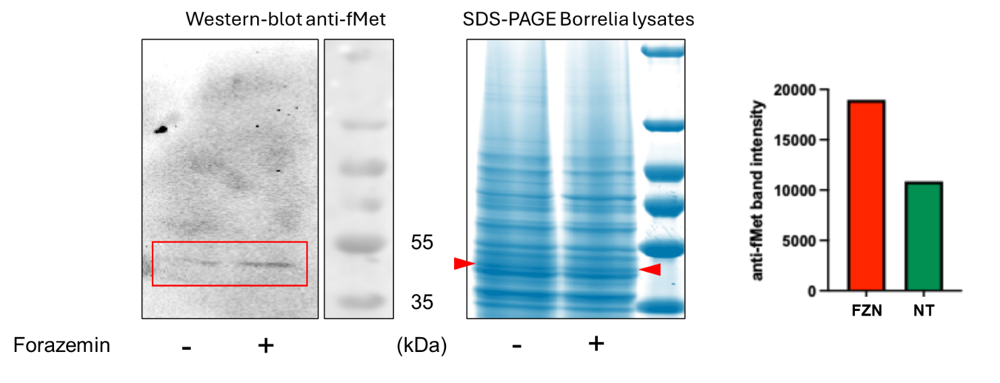 Western-blot anti-fMet
SDS-PAGE Borrelia lysates
55
35
(kDa)
Forazemin
-
+
-
+
anti-fMet band intensity
20000
15000
10000
5000
0
FZN
NT